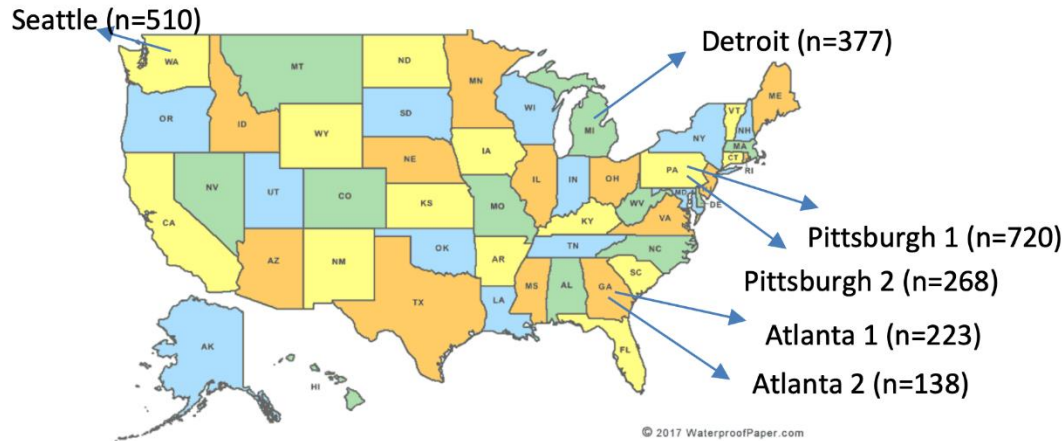 Seattle (n=510)
Detroit (n=377)
WA
MT
ND
MN
ME
OR
ID
SD
WI
MI
VT
NH
NY
MA
CT
RI
WY
IA
NE
PA
NV
UT
CO
IL
IN
OH
MD
NJ
DE
WV
VA
KS
MO
KY
CA
Pittsburgh 1 (n=720)
NC
TN
OK
AZ
NM
AR
SC
Pittsburgh 2 (n=268)
MS
AL
GA
TX
LA
Atlanta 1 (n=223)
FL
AK
HI
Atlanta 2 (n=138)
© 2017 WaterproofPaper.com